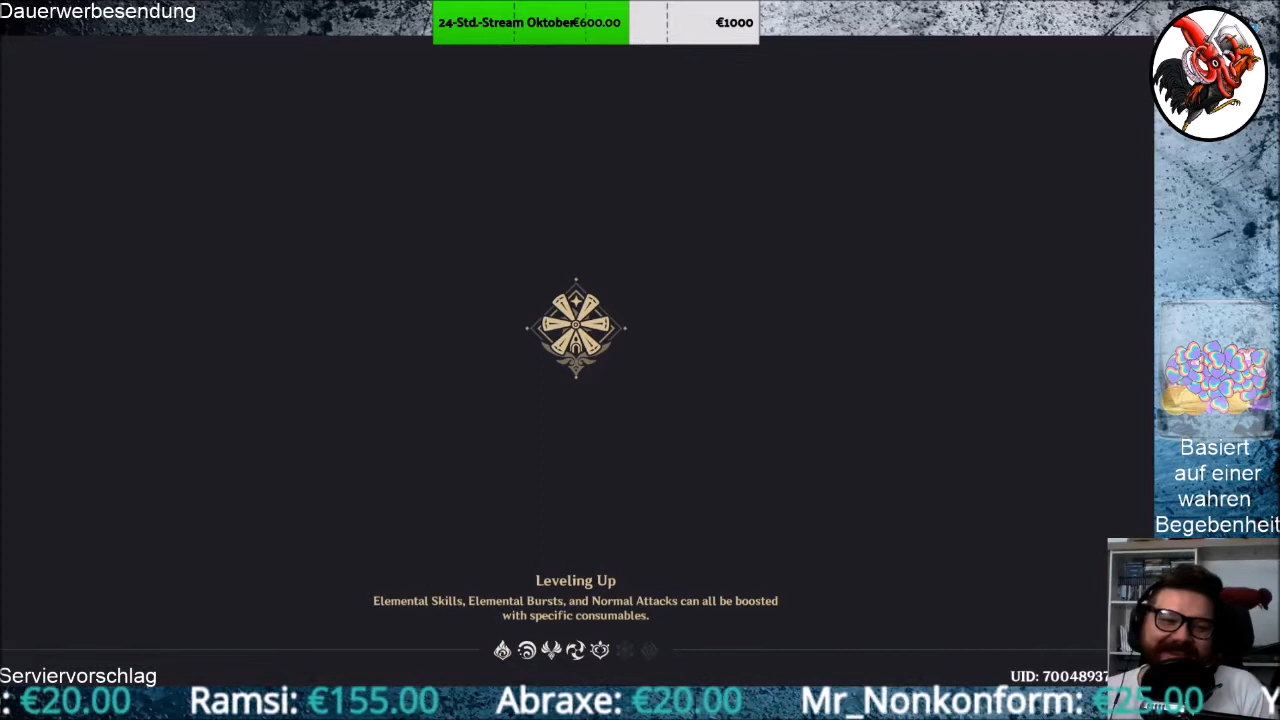 Dauerwerbesendung
24-Std.-Stream Oktober €600.00 €1000
Basiert
auf einer
wahren
Begebenheit
Leveling Up
Elemental Skills, Elemental Bursts, and Normal Attacks can all be boosted
with specific consumables.
Serviervorschlag
UID: 70048937
: €20.00 Ramsi: €155.00 Abraxe: €20.00 Mr_Nonkonform: €25.00 Y